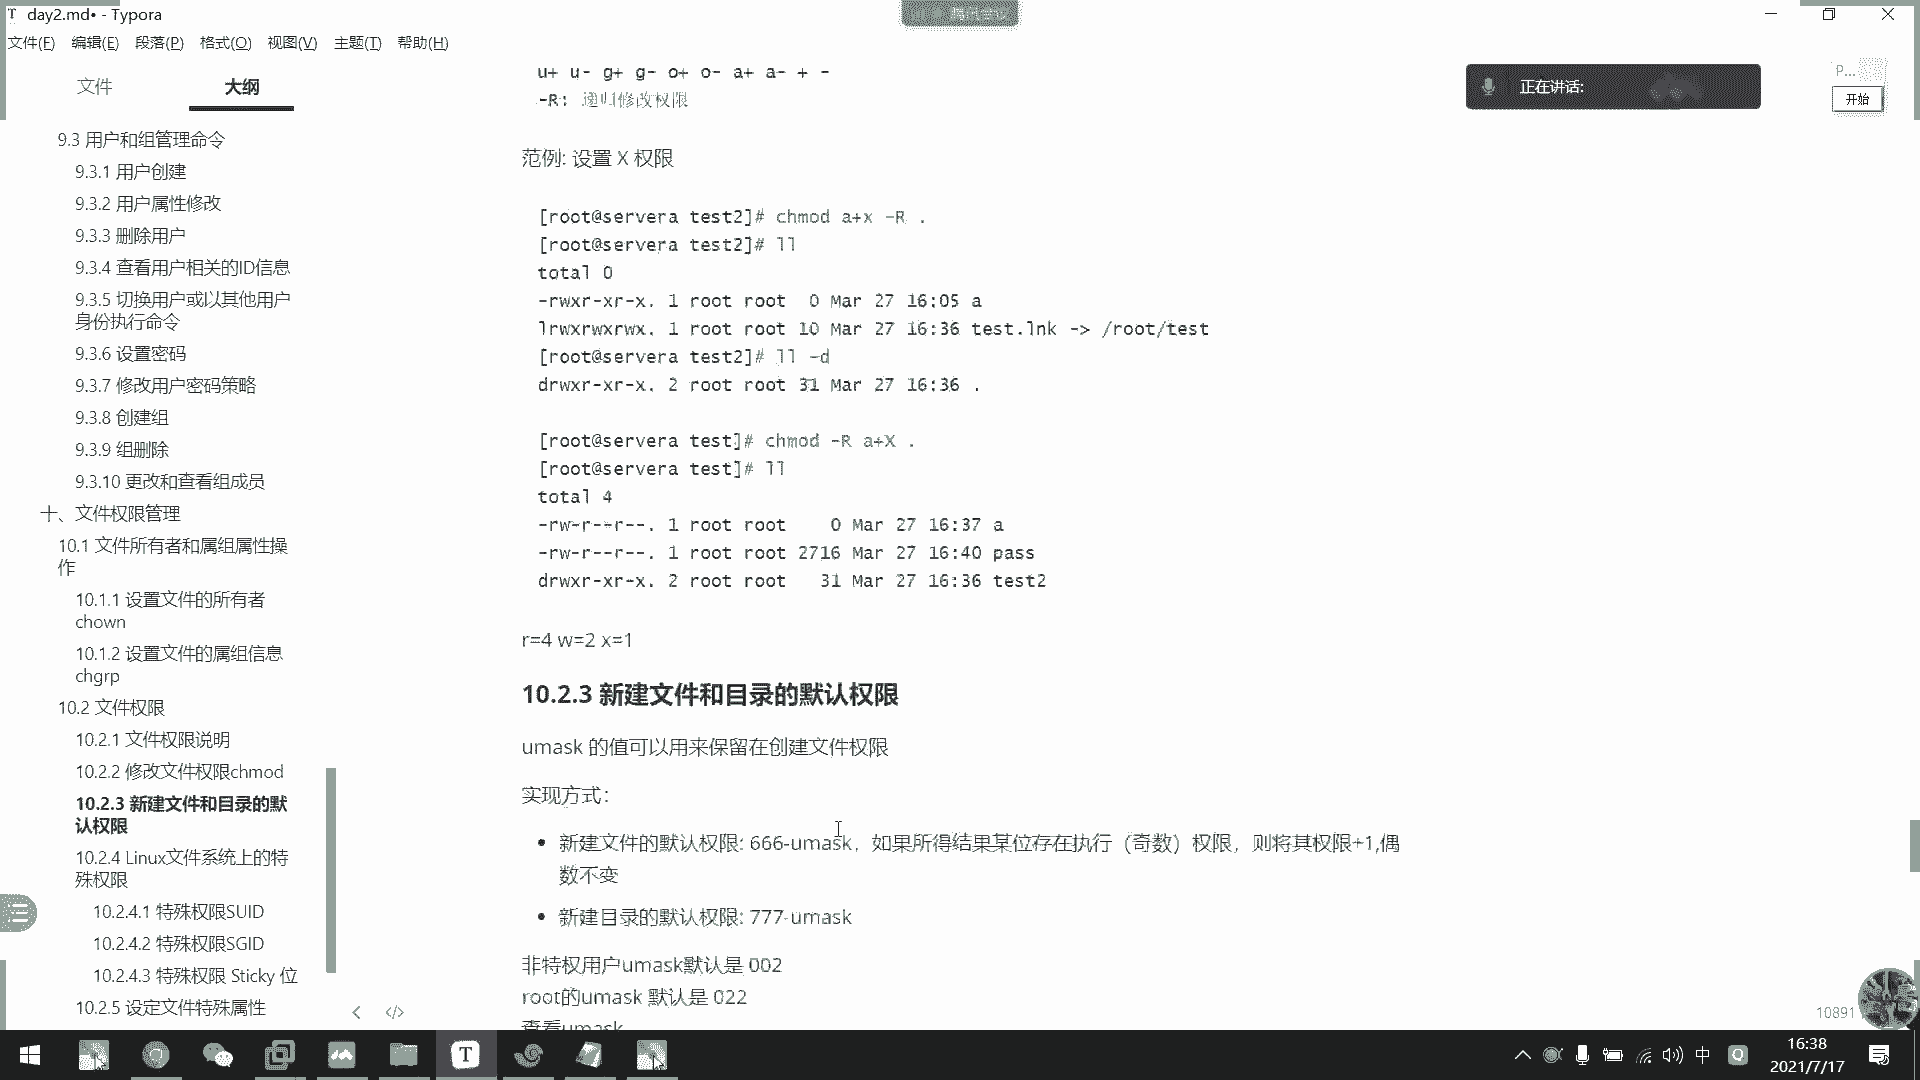 day2.md• - Typora
文件(F) 编辑(E) 段落(P) 格式(O) 视图(V) 主题(T) 帮助(H)
文件 大纲
9.3 用户和组管理命令
9.3.1 用户创建
9.3.2 用户属性修改
9.3.3 删除用户
9.3.4 查看用户相关的ID信息
9.3.5 切换用户或以其他用户
身份执行命令
9.3.6 设置密码
9.3.7 修改用户密码策略
9.3.8 创建组
9.3.9 组删除
9.3.10 更改和查看组成员
十、文件权限管理
10.1 文件所有者和属组属性操
作
10.1.1 设置文件的所有者
chown
10.1.2 设置文件的属组信息
chgrp
10.2 文件权限
10.2.1 文件权限说明
10.2.2 修改文件权限chmod
10.2.3 新建文件和目录的默
认权限
10.2.4 Linux文件系统上的特
殊权限
10.2.4.1 特殊权限SUID
10.2.4.2 特殊权限SGID
10.2.4.3 特殊权限 Sticky 位
10.2.5 设定文件特殊属性
u+ u- g+ g- o+ o- a+ a- + -
-R: 递归修改权限
范例: 设置 X 权限
[root@servera test2]# chmod a+x -R .
[root@servera test2]# ll
total 0
-rwxr-xr-x. 1 root root  0 Mar 27 16:05 a
lrwxrwxrwx. 1 root root 10 Mar 27 16:36 test.lnk -> /root/test
[root@servera test2]# ll -d
drwxr-xr-x. 2 root root 31 Mar 27 16:36 .
[root@servera test]# chmod -R a+X .
[root@servera test]# ll
total 4
-rw-r--r--. 1 root root    0 Mar 27 16:37 a
-rw-r--r--. 1 root root 2716 Mar 27 16:40 pass
drwxr-xr-x. 2 root root   31 Mar 27 16:36 test2
r=4 w=2 x=1
10.2.3 新建文件和目录的默认权限
umask 的值可以用来保留在创建文件权限
实现方式:
• 新建文件的默认权限: 666-umask，如果所得结果某位存在执行（奇数）权限，则将其权限+1,偶
数不变
• 新建目录的默认权限: 777-umask
非特权用户umask默认是 002
root的umask 默认是 022
查看umask
正在讲话:
P...
开始
10891
中
16:38
2021/7/17